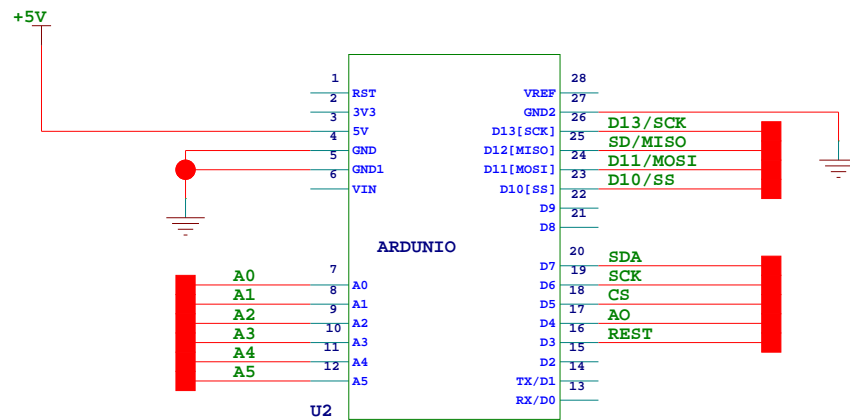 +5V
1 RST
2 3V3
3 5V
4 GND
5 GND1
6 VIN
28 VREF
27 GND2
26 D13[SCK] D13/SCK
25 D12[MISO] SD/MISO
24 D11[MOSI] D11/MOSI
23 D10[SS] D10/SS
22 D9
21 D8
ARDUNIO
A0 7 A0
A1 8 A1
A2 9 A2
A3 10 A3
A4 11 A4
A5 12 A5
20 D7 SDA
19 D6 SCK
18 D5 CS
17 D4 AO
16 D3 REST
15 D2
14 TX/D1
13 RX/D0
U2